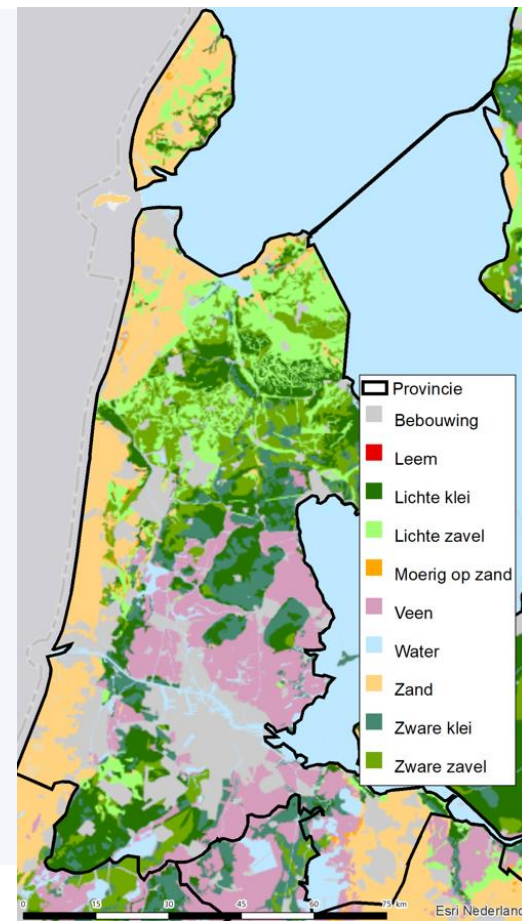 Provincie
Bebouwing
Leem
Lichte klei
Lichte zavel
Moerig op zand
Veen
Water
Zand
Zware klei
Zware zavel
0 15 30 45 60 75 km
Esri Nederland